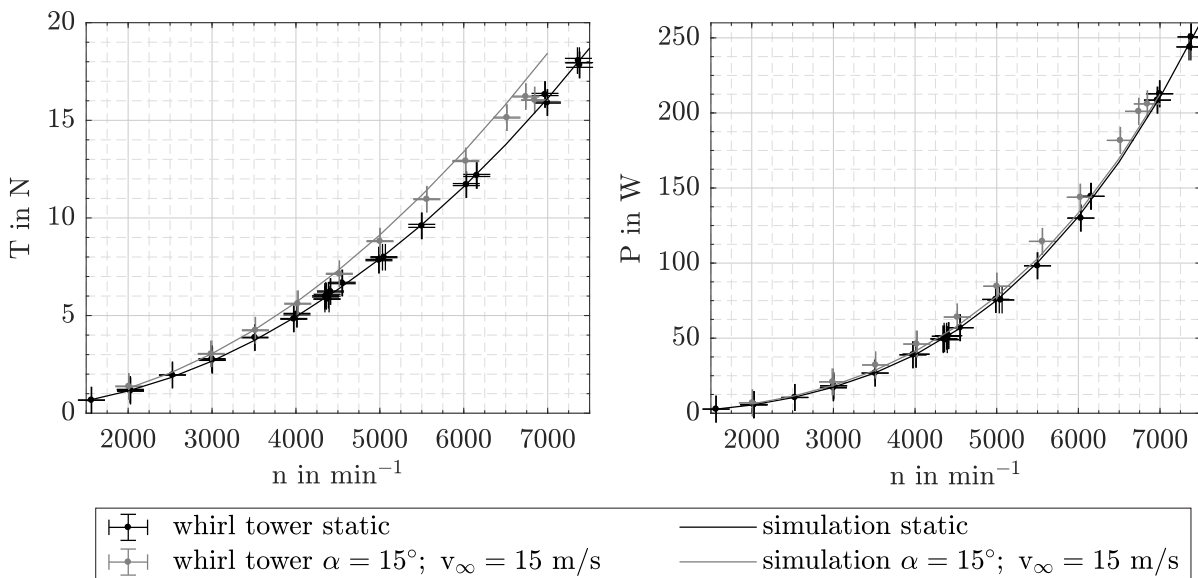 20
15
10
5
0
T in N
2000 3000 4000 5000 6000 7000
n in min⁻¹
250
200
150
100
50
0
P in W
2000 3000 4000 5000 6000 7000
n in min⁻¹
whirl tower static
whirl tower α = 15°; v∞ = 15 m/s
simulation static
simulation α = 15°; v∞ = 15 m/s